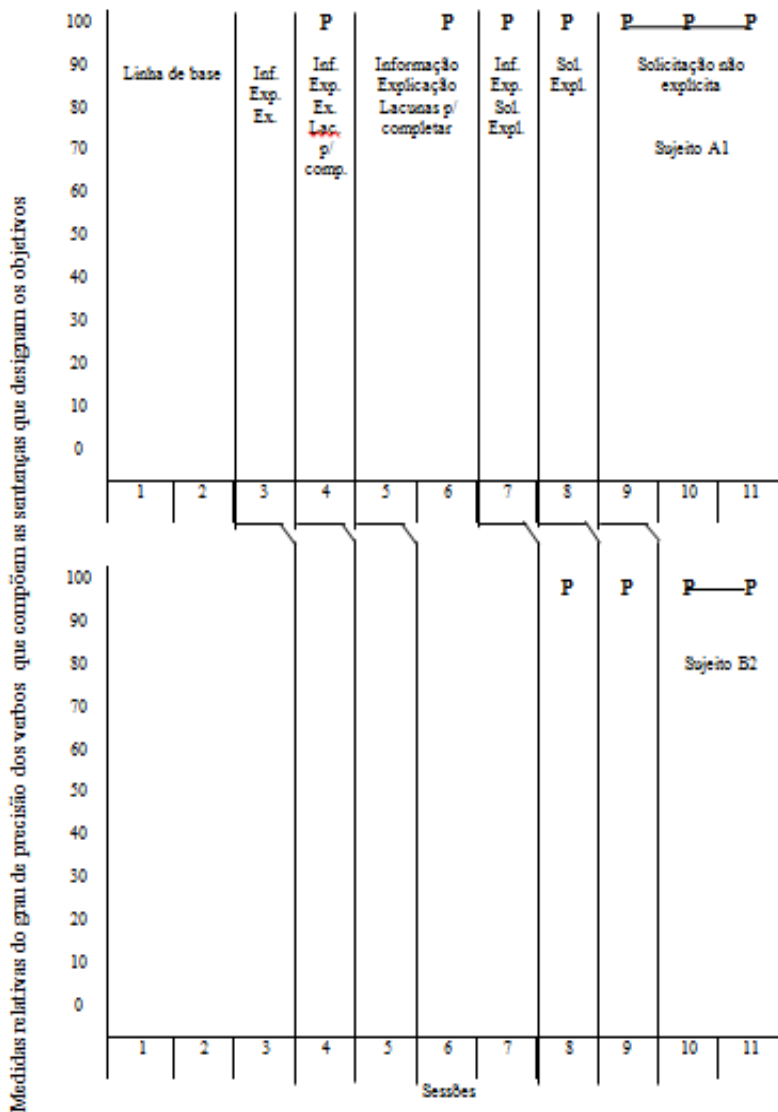 Medidas relativas do grau de precisão dos verbos que compõem as sentenças que designam os objetivos
100
90
80
70
60
50
40
30
20
10
0
P P P P P P P
Linha de base
Inf.
Exp.
Ex.
Inf.
Exp.
Ex.
Lac.
p/
comp.
Informação
Explicação
Lacunas p/
completar
Inf.
Exp.
Sol.
Expl.
Sol.
Expl.
Solicitação não
explicita
Sujeito A1
1 2 3 4 5 6 7 8 9 10 11
100
90
80
70
60
50
40
30
20
10
0
P P P P
Sujeito B2
1 2 3 4 5 6 7 8 9 10 11
Sessões